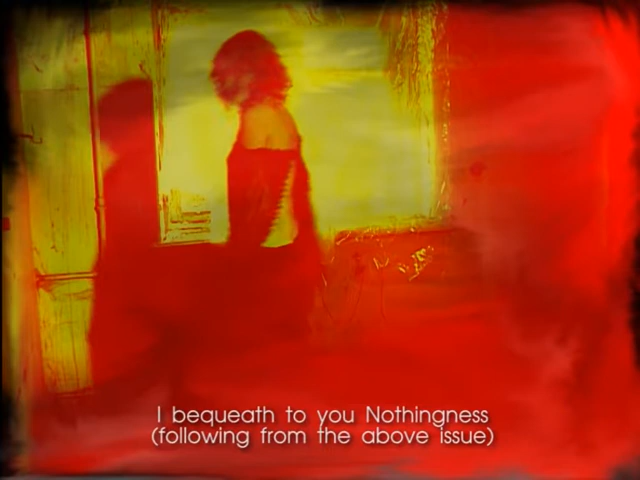 I bequeath to you Nothingness
(following from the above issue)